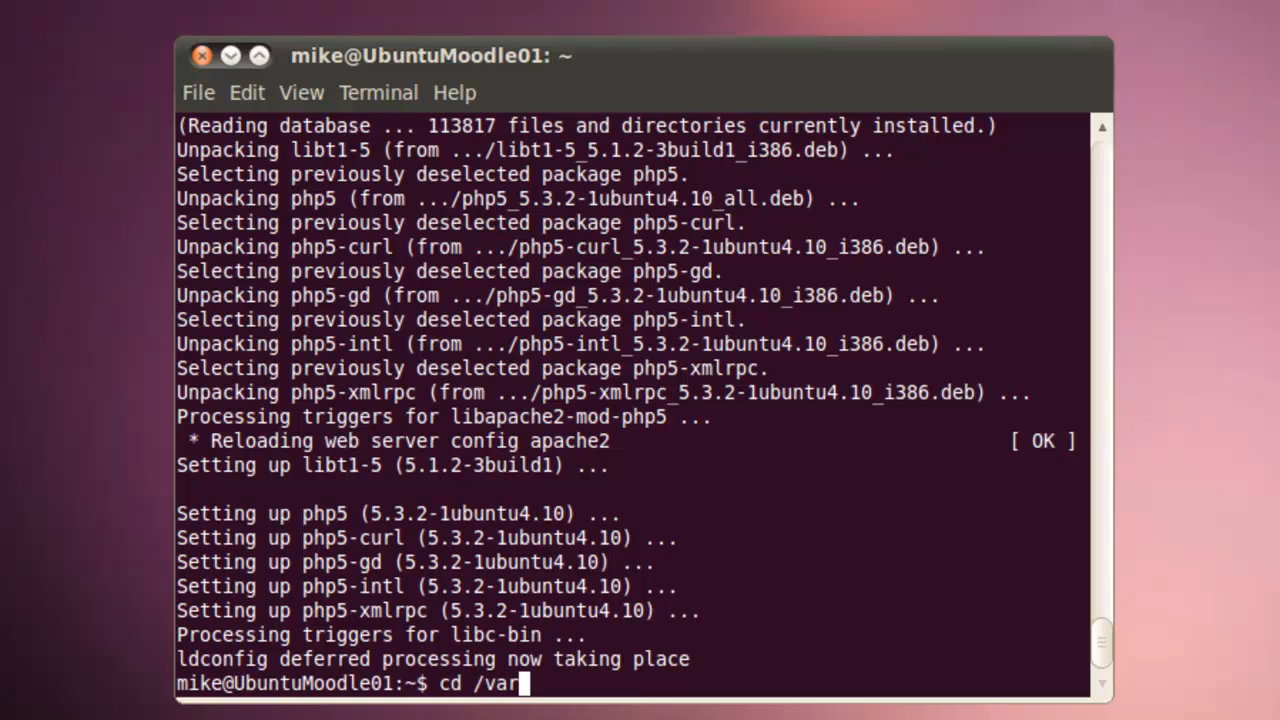 mike@UbuntuMoodle01: ~
File Edit View Terminal Help
(Reading database ... 113817 files and directories currently installed.)
Unpacking libt1-5 (from .../libt1-5_5.1.2-3build1_i386.deb) ...
Selecting previously deselected package php5.
Unpacking php5 (from .../php5_5.3.2-1ubuntu4.10_all.deb) ...
Selecting previously deselected package php5-curl.
Unpacking php5-curl (from .../php5-curl_5.3.2-1ubuntu4.10_i386.deb) ...
Selecting previously deselected package php5-gd.
Unpacking php5-gd (from .../php5-gd_5.3.2-1ubuntu4.10_i386.deb) ...
Selecting previously deselected package php5-intl.
Unpacking php5-intl (from .../php5-intl_5.3.2-1ubuntu4.10_i386.deb) ...
Selecting previously deselected package php5-xmlrpc.
Unpacking php5-xmlrpc (from .../php5-xmlrpc_5.3.2-1ubuntu4.10_i386.deb) ...
Processing triggers for libapache2-mod-php5 ...
* Reloading web server config apache2 [ OK ]
Setting up libt1-5 (5.1.2-3build1) ...
Setting up php5 (5.3.2-1ubuntu4.10) ...
Setting up php5-curl (5.3.2-1ubuntu4.10) ...
Setting up php5-gd (5.3.2-1ubuntu4.10) ...
Setting up php5-intl (5.3.2-1ubuntu4.10) ...
Setting up php5-xmlrpc (5.3.2-1ubuntu4.10) ...
Processing triggers for libc-bin ...
ldconfig deferred processing now taking place
mike@UbuntuMoodle01:~$ cd /var